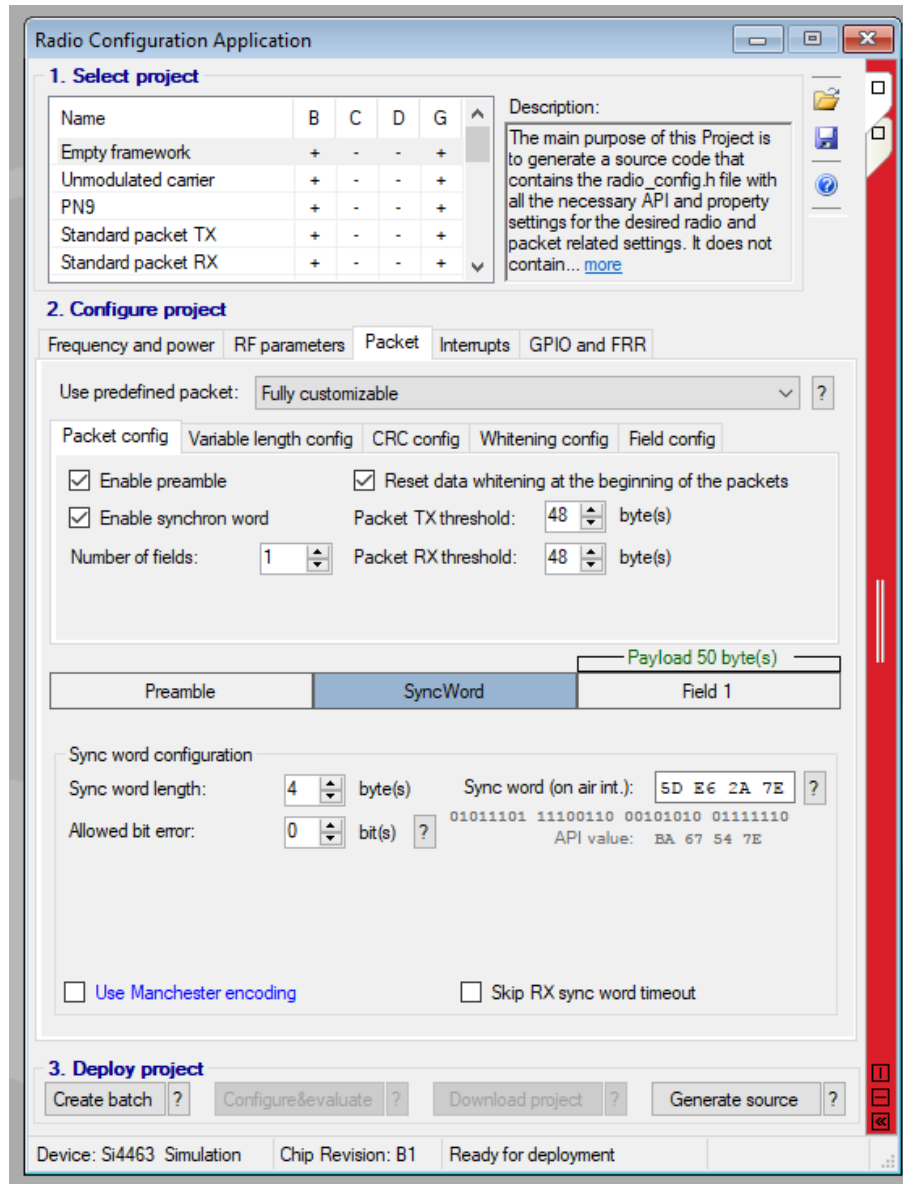 Radio Configuration Application
1. Select project
Name B C D G
Empty framework + - - +
Unmodulated carrier + - - +
PN9 + - - +
Standard packet TX + - - +
Standard packet RX + - - +
Description:
The main purpose of this Project is
to generate a source code that
contains the radio_config.h file with
all the necessary API and property
settings for the desired radio and
packet related settings. It does not
contain... more
2. Configure project
Frequency and power RF parameters Packet Interrupts GPIO and FRR
Use predefined packet: Fully customizable ?
Packet config Variable length config CRC config Whitening config Field config
Enable preamble Reset data whitening at the beginning of the packets
Enable synchron word Packet TX threshold: 48 byte(s)
Number of fields: 1 Packet RX threshold: 48 byte(s)
Payload 50 byte(s)
Preamble SyncWord Field 1
Sync word configuration
Sync word length: 4 byte(s) Sync word (on air int.): 5D E6 2A 7E ?
01011101 11100110 00101010 01111110
Allowed bit error: 0 bit(s) ? API value: BA 67 54 7E
Use Manchester encoding Skip RX sync word timeout
3. Deploy project
Create batch ? Configure&evaluate ? Download project ? Generate source ?
Device: Si4463 Simulation Chip Revision: B1 Ready for deployment